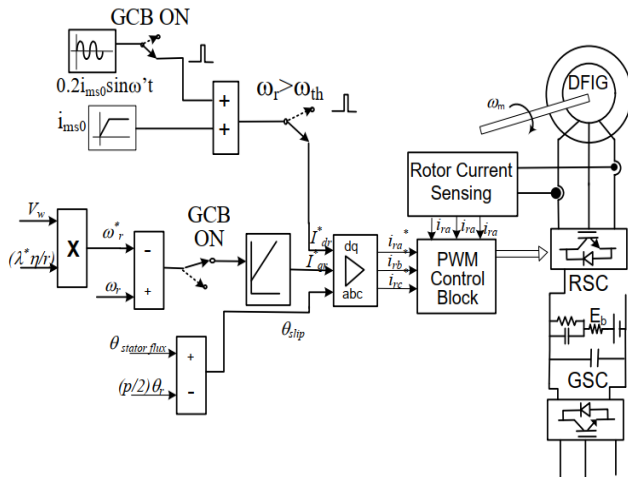 GCB ON
0.2i_ms0 sinω't
i_ms0
+
+
ω_r>ω_th
DFIG
ω_m
Rotor Current
Sensing
i_ra i_ra i_ra
V_w
(λ* η/r)
X
ω*_r
ω_r
-
+
GCB
ON
I*_dr
I*_qr
dq
abc
i_ra*
i_rb*
i_rc*
PWM
Control
Block
RSC
E_b
GSC
θ_slip
θ_stator flux
(p/2)θ_r
+
-